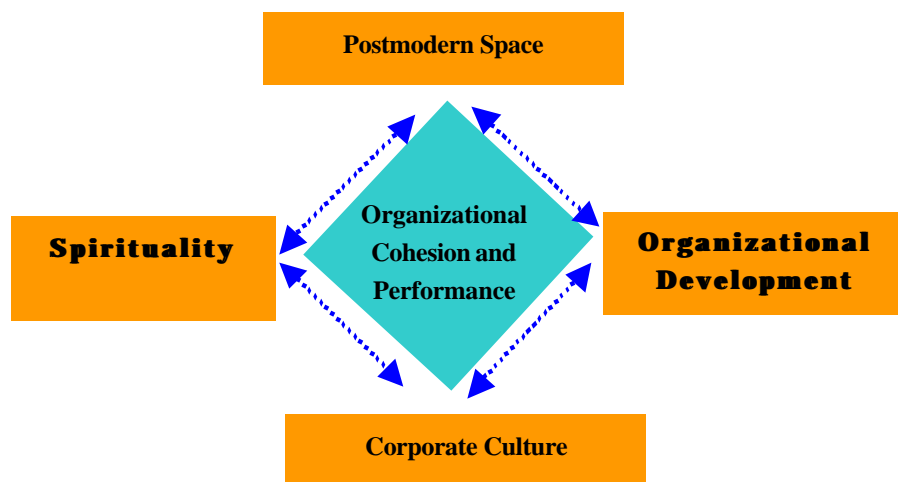 Postmodern Space
Organizational
Cohesion and
Performance
Spirituality
Organizational
Development
Corporate Culture